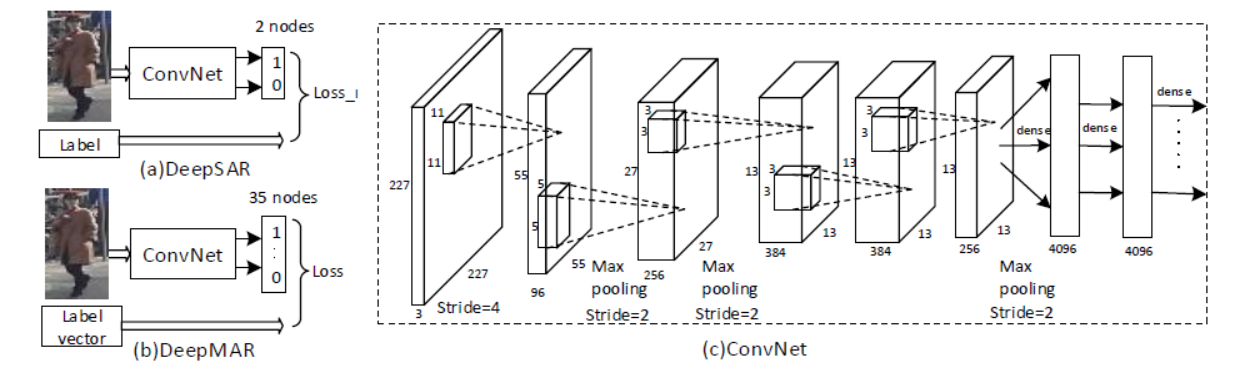 2 nodes
ConvNet
1
0
Loss_i
Label
(a)DeepSAR
35 nodes
ConvNet
1
:
0
Loss
Label
vector
(b)DeepMAR
11
11
227
227
3
Stride=4
5
5
55
55
96
Max
pooling
Stride=2
3
3
27
27
256
Max
pooling
Stride=2
3
3
13
13
384
3
3
13
13
384
13
13
256
Max
pooling
Stride=2
dense
4096
dense
4096
dense
(c)ConvNet